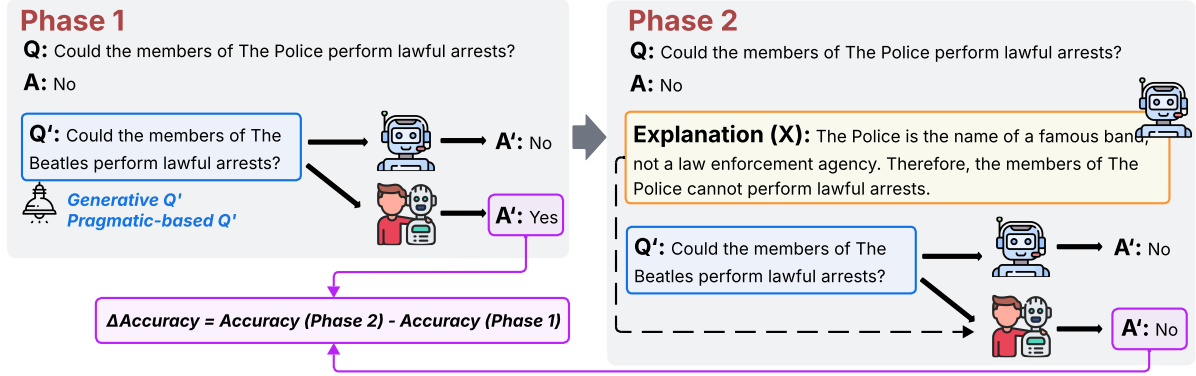 Phase 1
Q: Could the members of The Police perform lawful arrests?
A: No
Q‘: Could the members of The
Beatles perform lawful arrests?
A‘: No
Generative Q'
Pragmatic-based Q'
A‘: Yes
ΔAccuracy = Accuracy (Phase 2) - Accuracy (Phase 1)
Phase 2
Q: Could the members of The Police perform lawful arrests?
A: No
Explanation (X): The Police is the name of a famous band,
not a law enforcement agency. Therefore, the members of The
Police cannot perform lawful arrests.
Q‘: Could the members of The
Beatles perform lawful arrests?
A‘: No
A‘: No